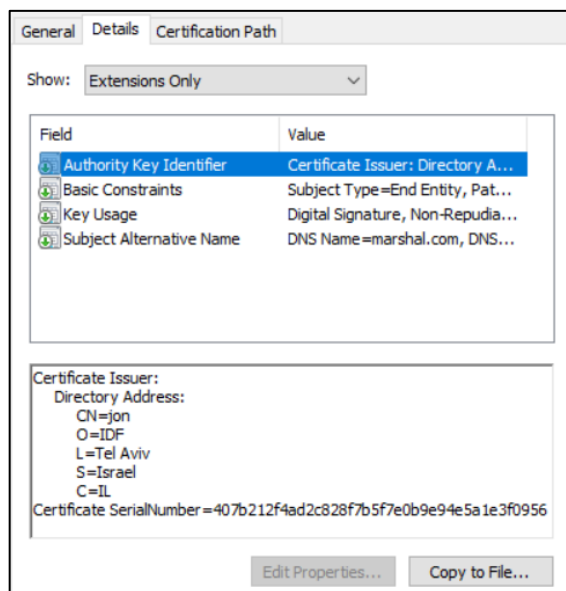 General Details Certification Path
Show: Extensions Only
Field Value
Authority Key Identifier Certificate Issuer: Directory A...
Basic Constraints Subject Type=End Entity, Pat...
Key Usage Digital Signature, Non-Repudia...
Subject Alternative Name DNS Name=marshal.com, DNS...
Certificate Issuer:
Directory Address:
CN=jon
O=IDF
L=Tel Aviv
S=Israel
C=IL
Certificate SerialNumber=407b212f4ad2c828f7b5f7e0b9e94e5a1e3f0956
Edit Properties... Copy to File...